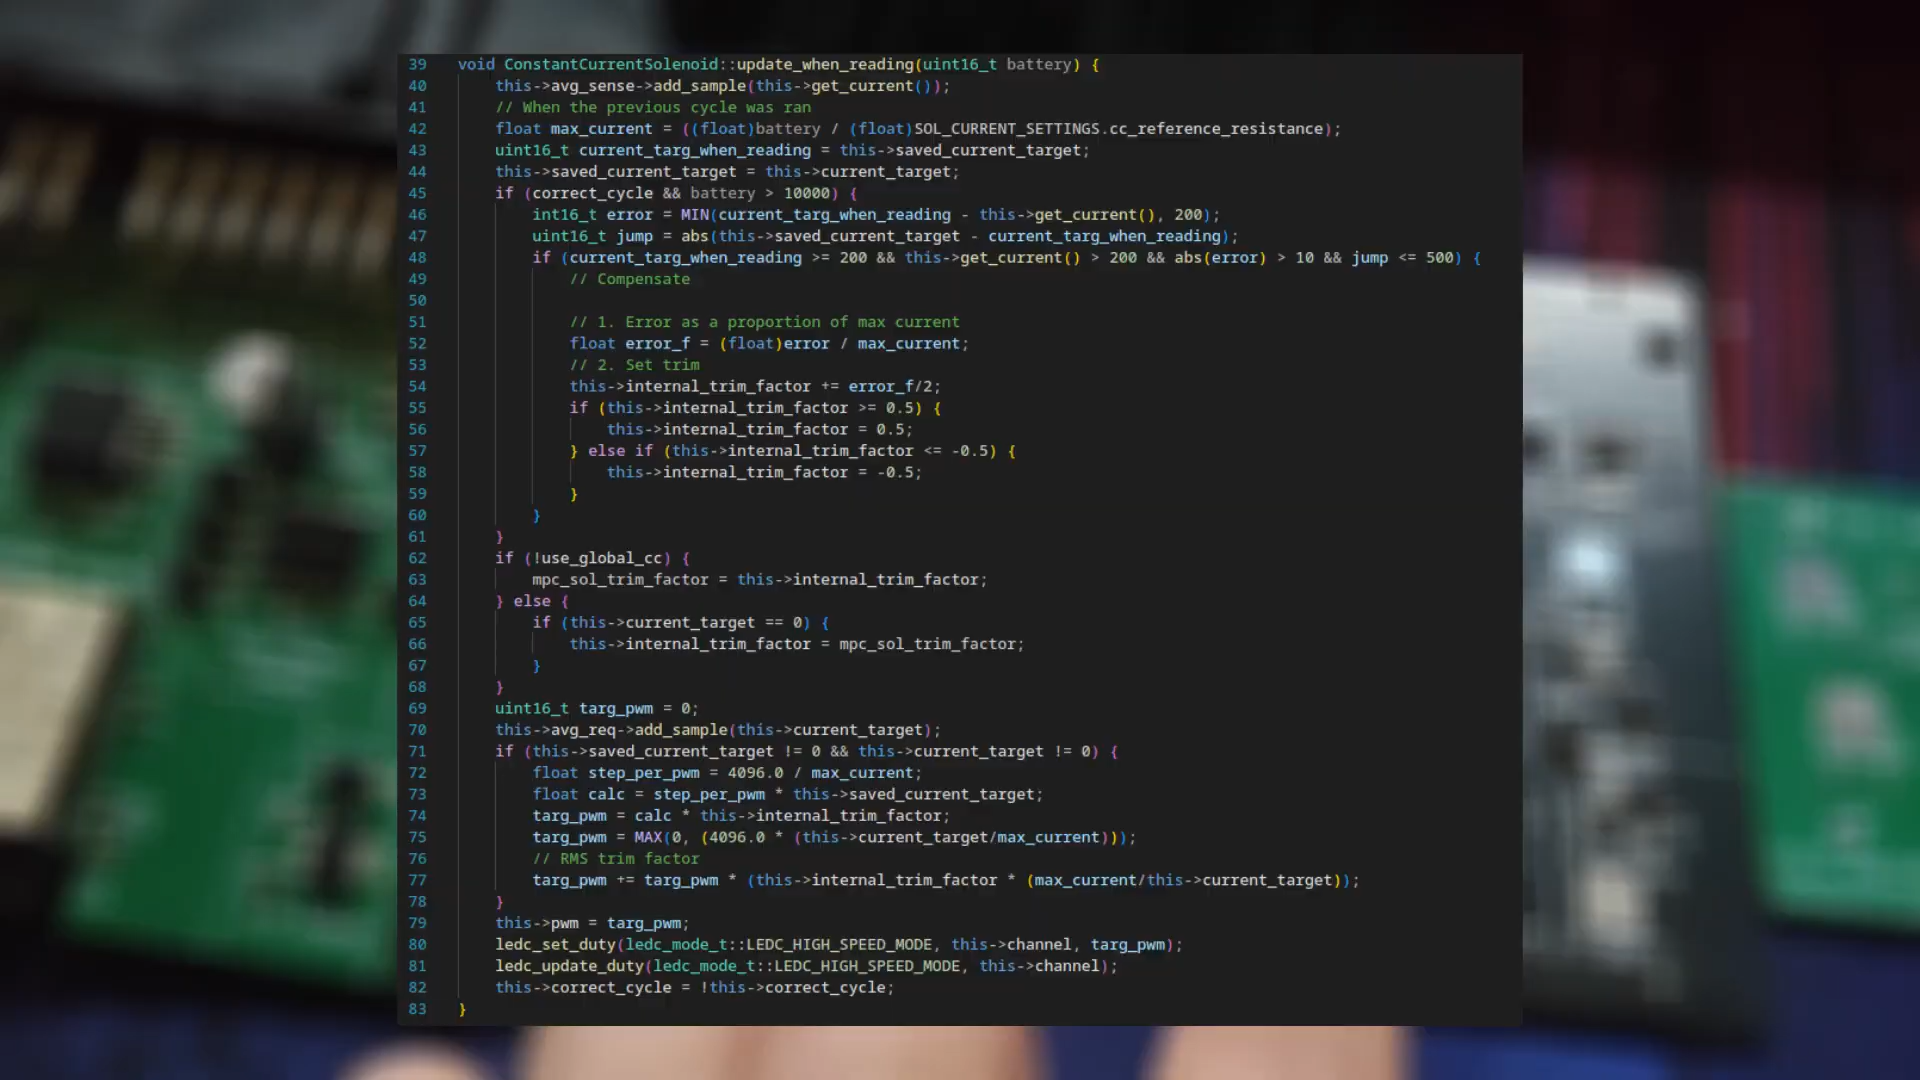 39 void ConstantCurrentSolenoid::update_when_reading(uint16_t battery) {
40 this->avg_sense->add_sample(this->get_current());
41 // When the previous cycle was ran
42 float max_current = ((float)battery / (float)SOL_CURRENT_SETTINGS.cc_reference_resistance);
43 uint16_t current_targ_when_reading = this->saved_current_target;
44 this->saved_current_target = this->current_target;
45 if (correct_cycle && battery > 10000) {
46 int16_t error = MIN(current_targ_when_reading - this->get_current(), 200);
47 uint16_t jump = abs(this->saved_current_target - current_targ_when_reading);
48 if (current_targ_when_reading >= 200 && this->get_current() > 200 && abs(error) > 10 && jump <= 500) {
49 // Compensate
50
51 // 1. Error as a proportion of max current
52 float error_f = (float)error / max_current;
53 // 2. Set trim
54 this->internal_trim_factor += error_f/2;
55 if (this->internal_trim_factor >= 0.5) {
56 this->internal_trim_factor = 0.5;
57 } else if (this->internal_trim_factor <= -0.5) {
58 this->internal_trim_factor = -0.5;
59 }
60 }
61 }
62 if (!use_global_cc) {
63 mpc_sol_trim_factor = this->internal_trim_factor;
64 } else {
65 if (this->current_target == 0) {
66 this->internal_trim_factor = mpc_sol_trim_factor;
67 }
68 }
69 uint16_t targ_pwm = 0;
70 this->avg_req->add_sample(this->current_target);
71 if (this->saved_current_target != 0 && this->current_target != 0) {
72 float step_per_pwm = 4096.0 / max_current;
73 float calc = step_per_pwm * this->saved_current_target;
74 targ_pwm = calc * this->internal_trim_factor;
75 targ_pwm = MAX(0, (4096.0 * (this->current_target/max_current)));
76 // RMS trim factor
77 targ_pwm += targ_pwm * (this->internal_trim_factor * (max_current/this->current_target));
78 }
79 this->pwm = targ_pwm;
80 ledc_set_duty(ledc_mode_t::LEDC_HIGH_SPEED_MODE, this->channel, targ_pwm);
81 ledc_update_duty(ledc_mode_t::LEDC_HIGH_SPEED_MODE, this->channel);
82 this->correct_cycle = !this->correct_cycle;
83 }